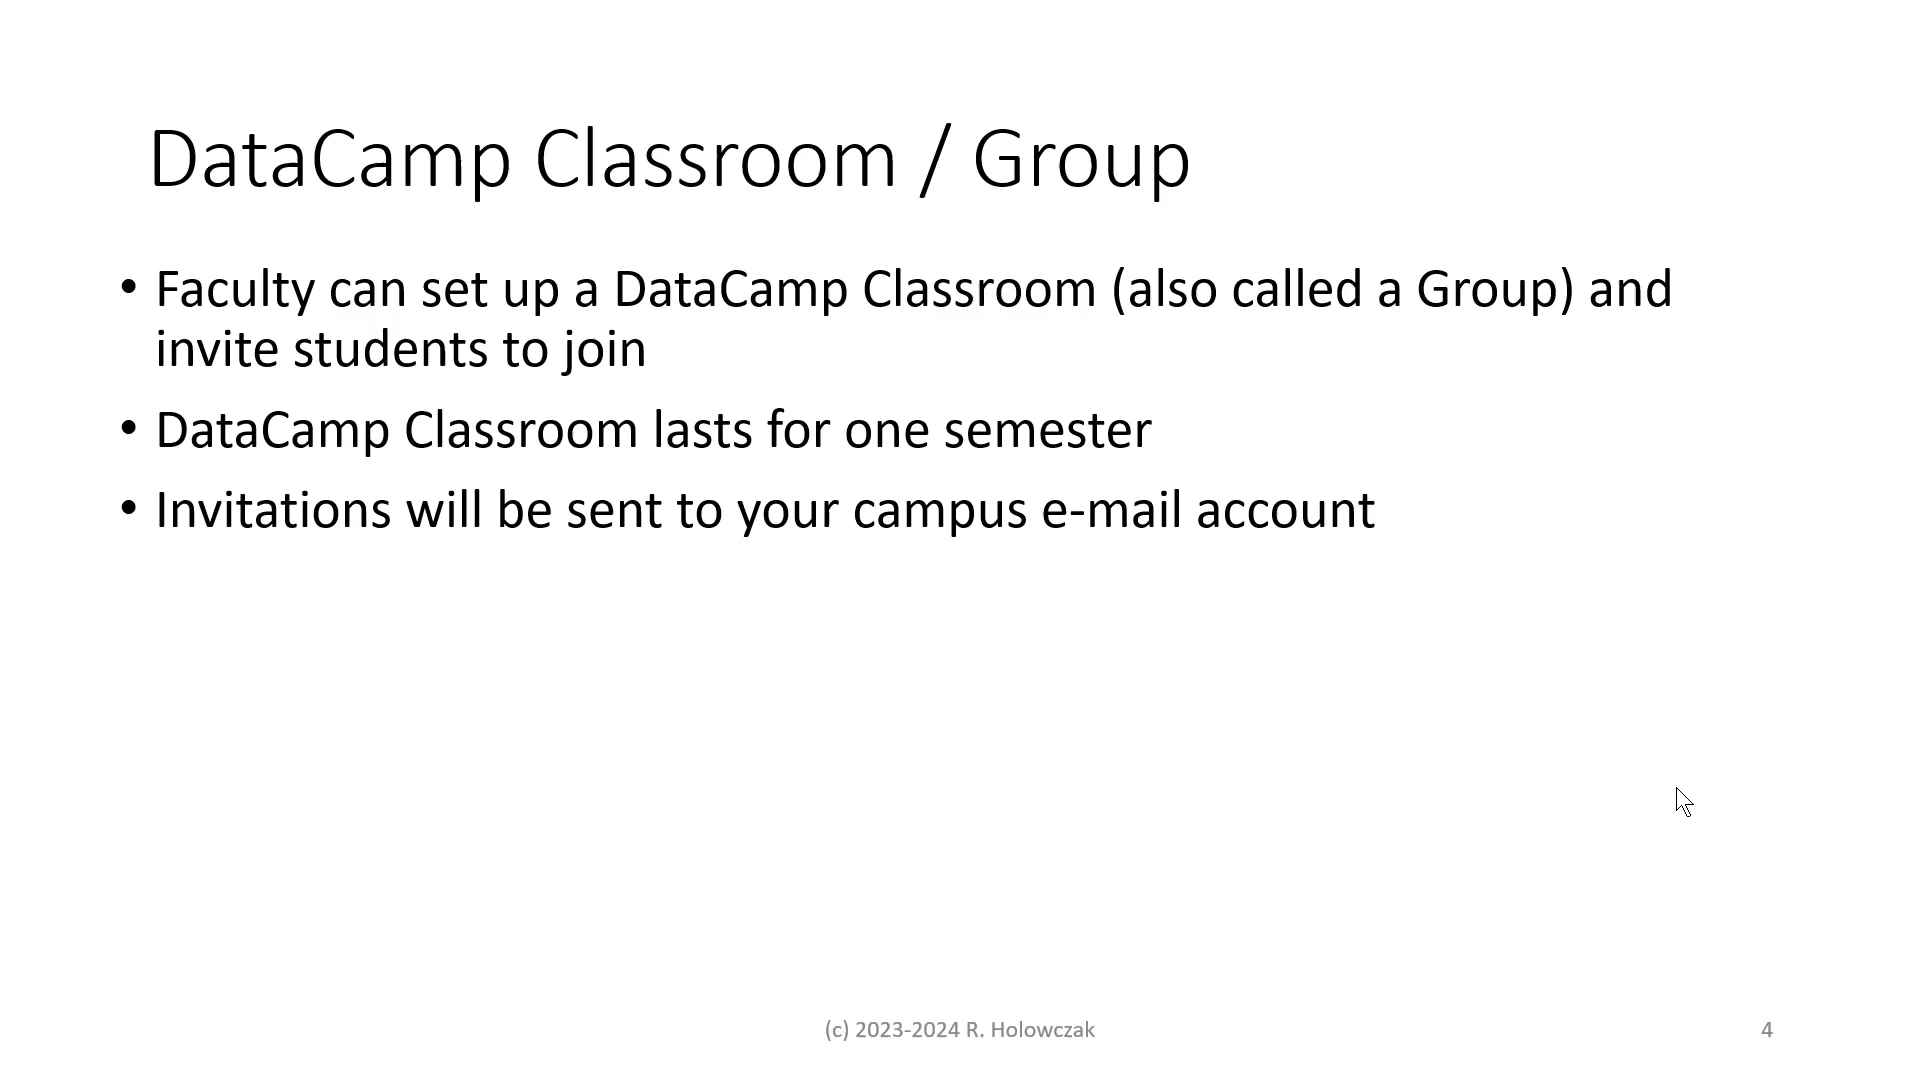 DataCamp Classroom / Group
• Faculty can set up a DataCamp Classroom (also called a Group) and
invite students to join
• DataCamp Classroom lasts for one semester
• Invitations will be sent to your campus e-mail account
(c) 2023-2024 R. Holowczak
4